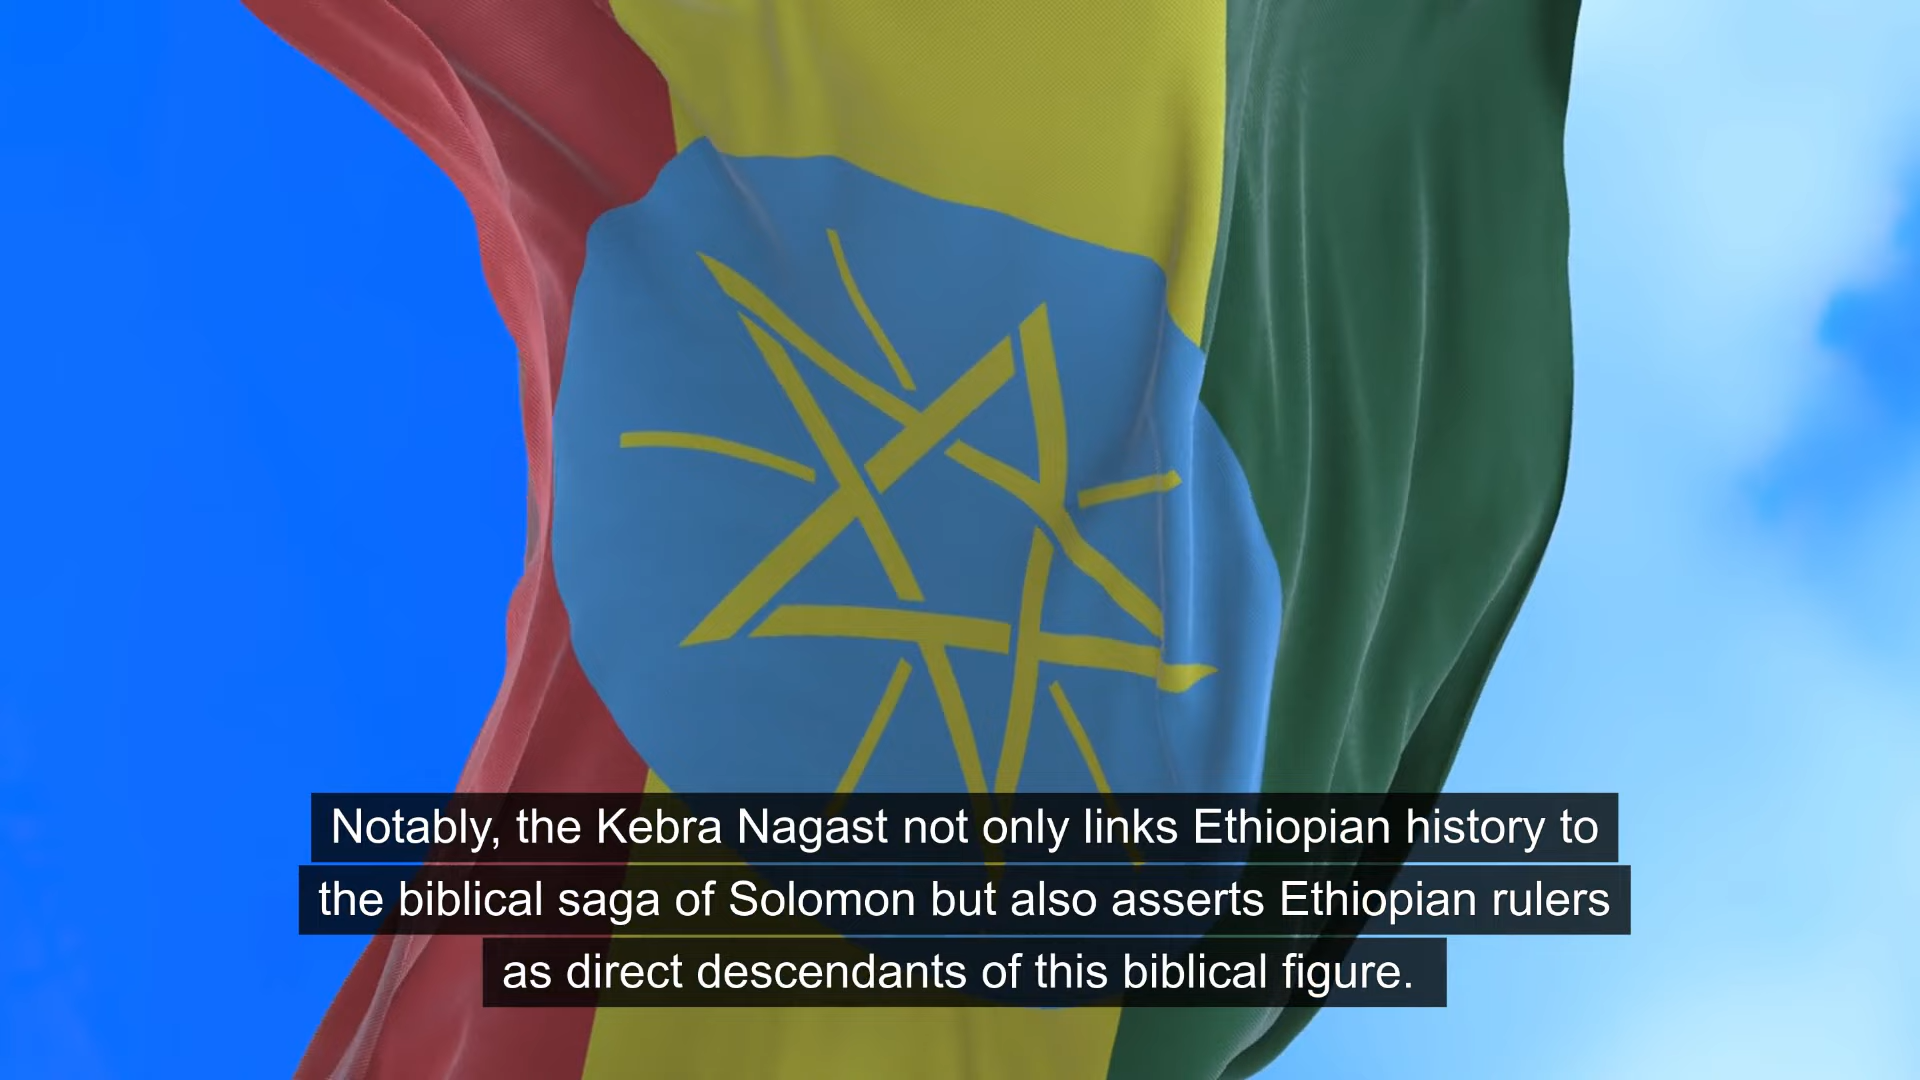 Notably, the Kebra Nagast not only links Ethiopian history to
the biblical saga of Solomon but also asserts Ethiopian rulers
as direct descendants of this biblical figure.